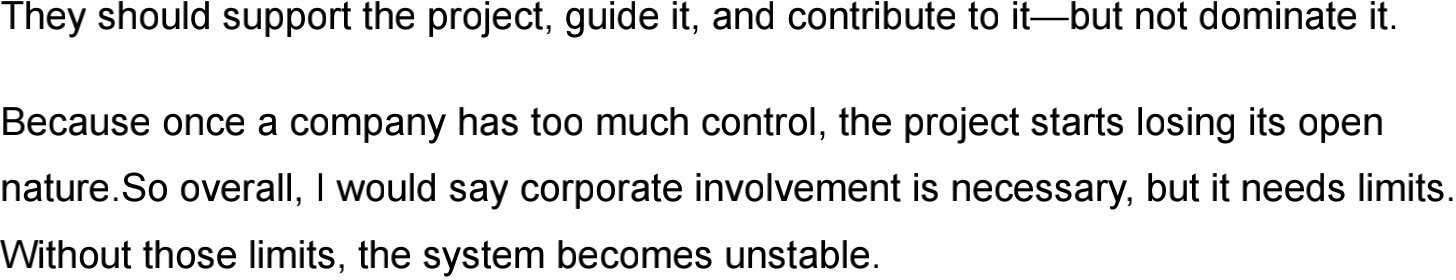 They should support the project, guide it, and contribute to it—but not dominate it.
Because once a company has too much control, the project starts losing its open
nature.So overall, I would say corporate involvement is necessary, but it needs limits.
Without those limits, the system becomes unstable.